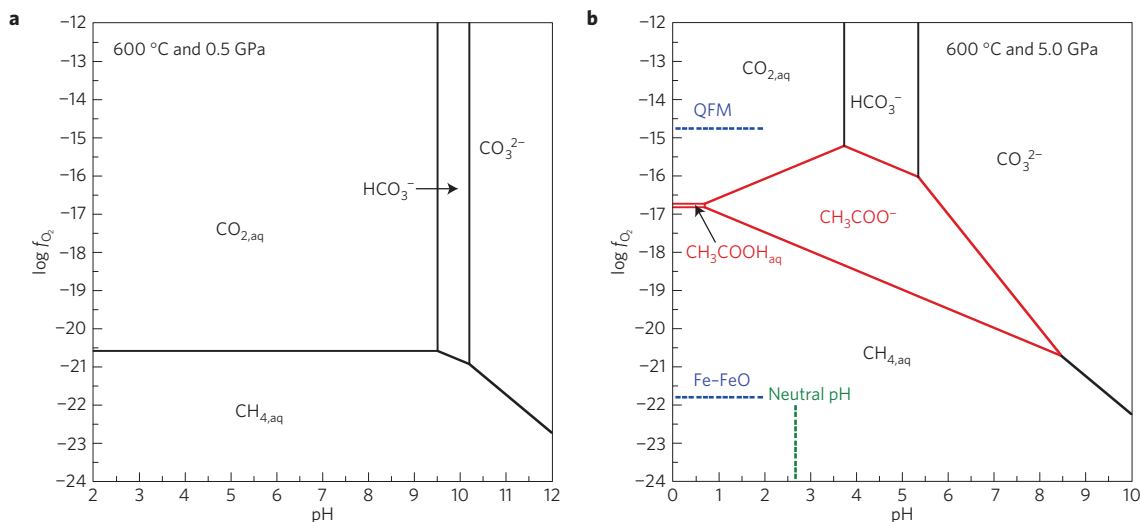 a
600 °C and 0.5 GPa
−12
−13
−14
−15
−16
−17
−18
−19
−20
−21
−22
−23
−24
log fO₂
CO₂,aq
HCO₃⁻
CO₃²⁻
CH₄,aq
2 3 4 5 6 7 8 9 10 11 12
pH
b
600 °C and 5.0 GPa
−12
−13
−14
−15
−16
−17
−18
−19
−20
−21
−22
−23
−24
log fO₂
CO₂,aq
HCO₃⁻
QFM
CO₃²⁻
CH₃COO⁻
CH₃COOHaq
CH₄,aq
Fe–FeO
Neutral pH
0 1 2 3 4 5 6 7 8 9 10
pH